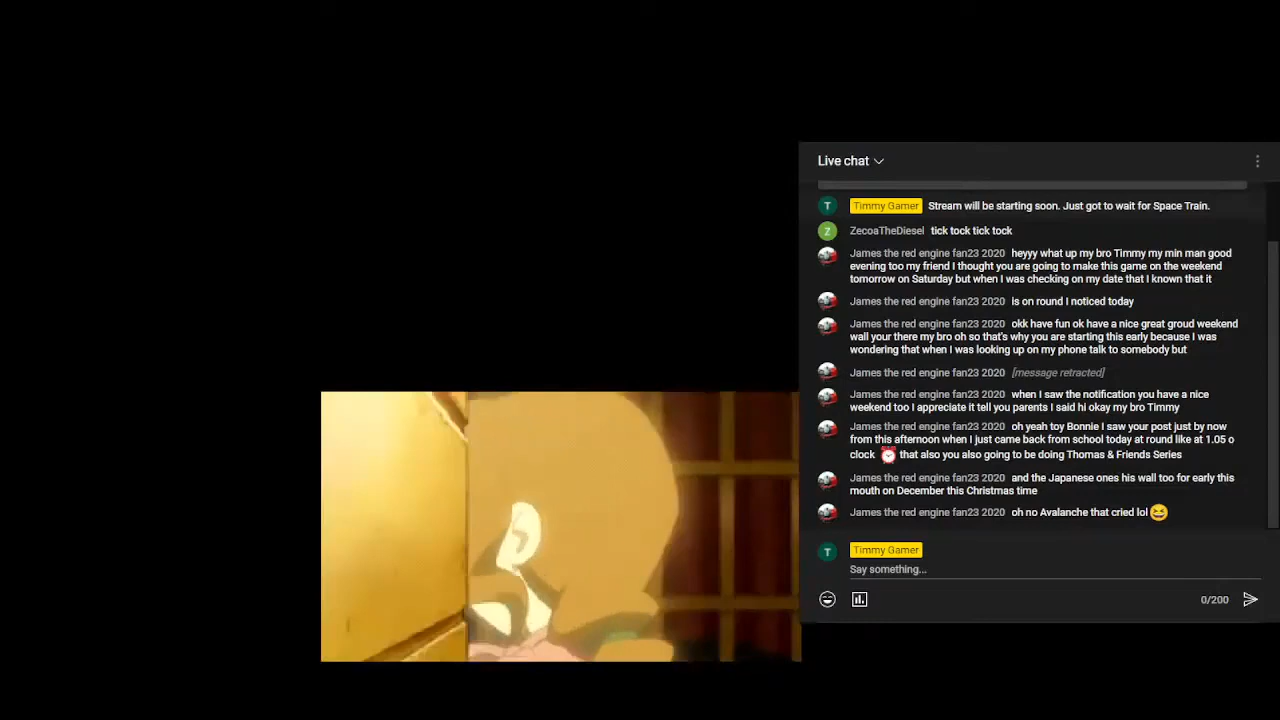 Live chat
T Timmy Gamer Stream will be starting soon. Just got to wait for Space Train.
Z ZecoaTheDiesel tick tock tick tock
James the red engine fan23 2020 heyyy what up my bro Timmy my min man good
evening too my friend I thought you are going to make this game on the weekend
tomorrow on Saturday but when I was checking on my date that I known that it
James the red engine fan23 2020 is on round I noticed today
James the red engine fan23 2020 okk have fun ok have a nice great groud weekend
wall your there my bro oh so that's why you are starting this early because I was
wondering that when I was looking up on my phone talk to somebody but
James the red engine fan23 2020 [message retracted]
James the red engine fan23 2020 when I saw the notification you have a nice
weekend too I appreciate it tell you parents I said hi okay my bro Timmy
James the red engine fan23 2020 oh yeah toy Bonnie I saw your post just by now
from this afternoon when I just came back from school today at round like at 1.05 o
clock ⏰ that also you also going to be doing Thomas & Friends Series
James the red engine fan23 2020 and the Japanese ones his wall too for early this
mouth on December this Christmas time
James the red engine fan23 2020 oh no Avalanche that cried lol 😆
T Timmy Gamer
Say something...
0/200